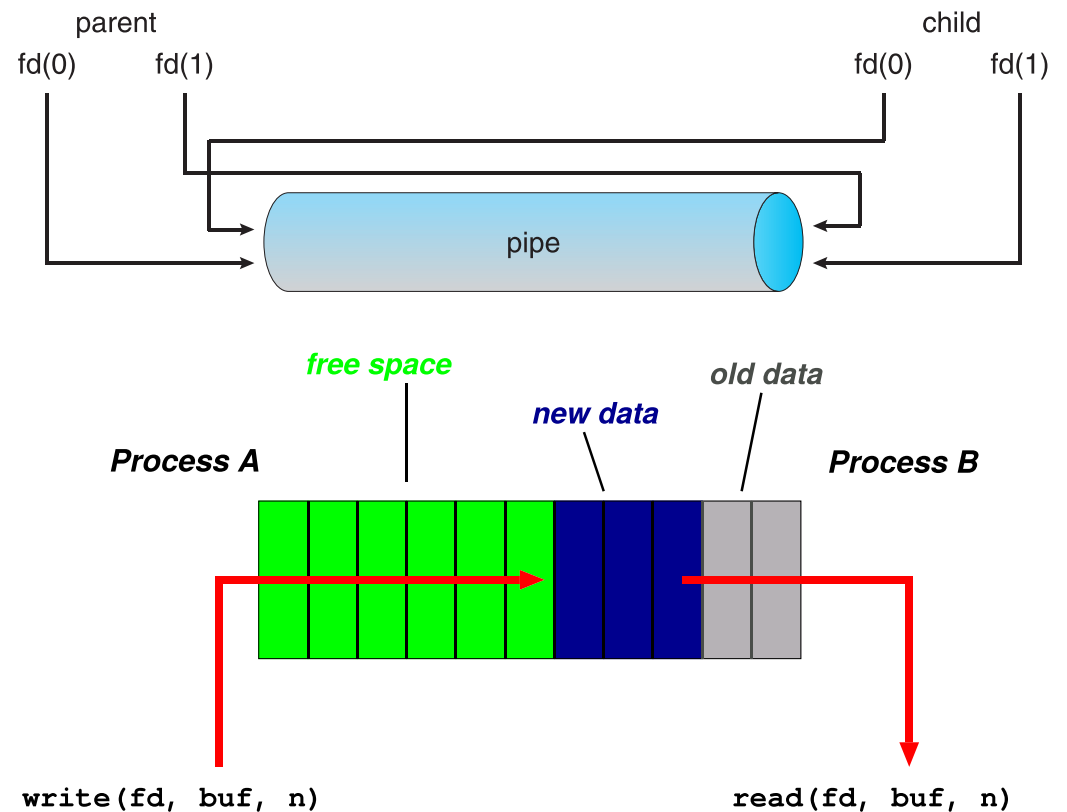 parent child
fd(0) fd(1) fd(0) fd(1)
pipe
free space
old data
new data
Process A
Process B
write(fd, buf, n)
read(fd, buf, n)